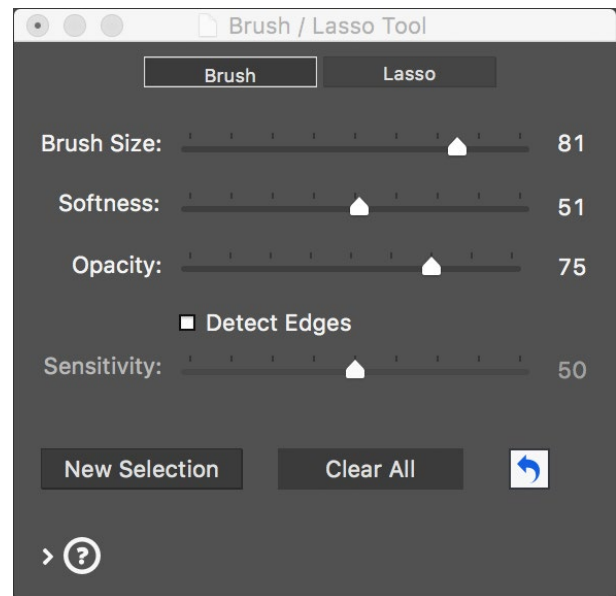 Brush / Lasso Tool
Brush Lasso
Brush Size: 81
Softness: 51
Opacity: 75
Detect Edges
Sensitivity: 50
New Selection Clear All
> ?